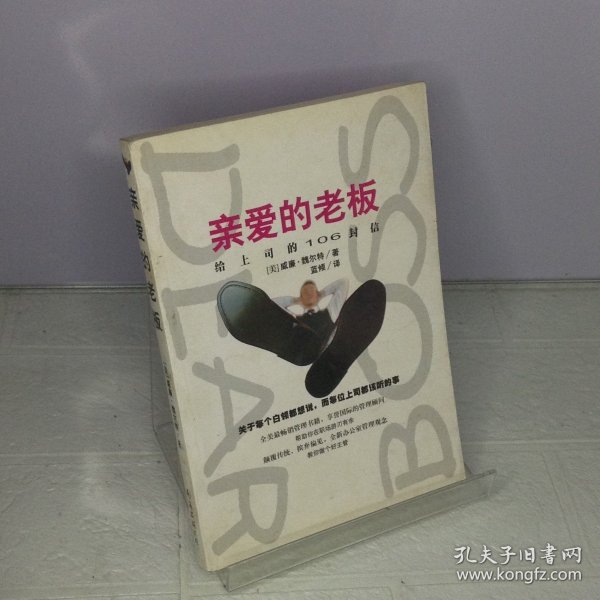 亲爱的老板
给上司的106封信
[美]威廉·魏尔特/著
蓝倾/译
DEAR
BOSS
关于每个白领都想说，而每位上司都该听的事
全美最畅销管理书籍，享誉国际的管理顾问
帮助你在职场游刃有余
颠覆传统，摈弃偏见，全新办公室管理观念
教你做个好主管
亲爱的老板
孔夫子旧书网
www.kongfz.com